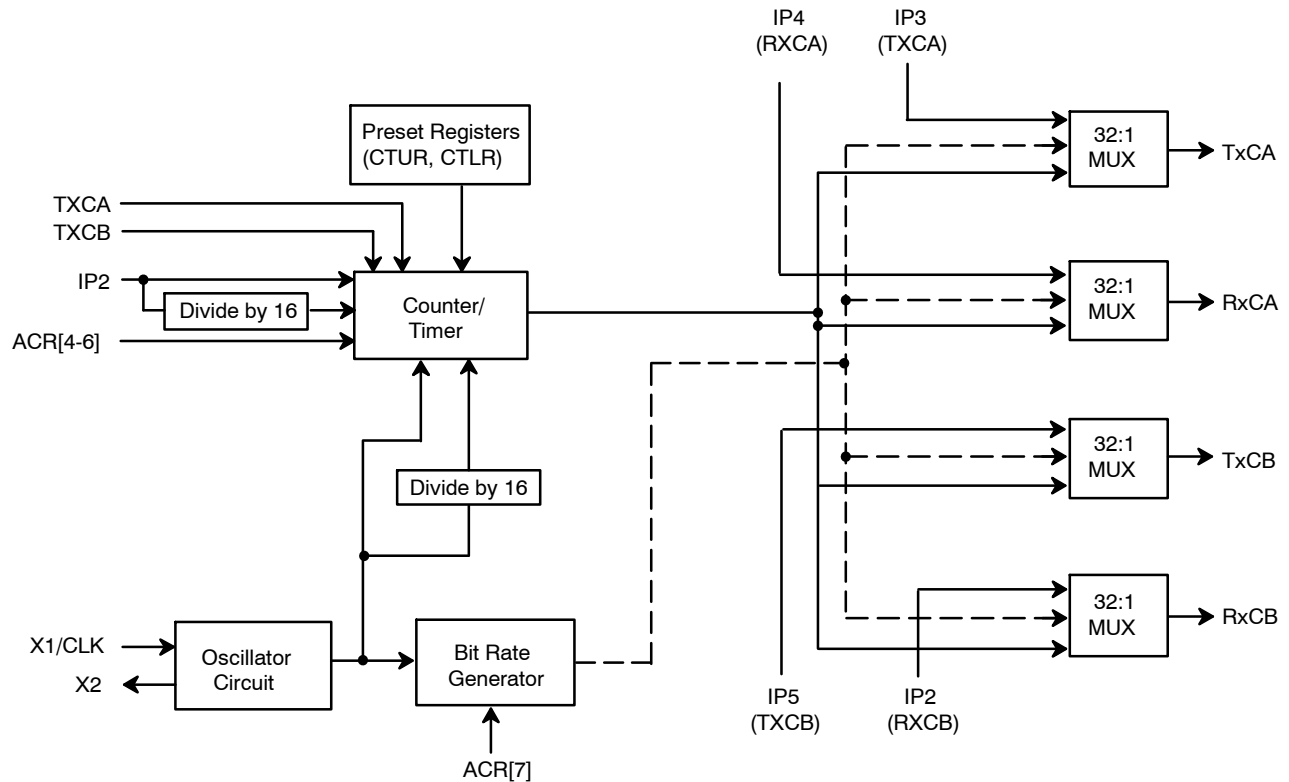 IP4
(RXCA)
IP3
(TXCA)
Preset Registers
(CTUR, CTLR)
32:1
MUX
TxCA
TXCA
TXCB
IP2
Divide by 16
ACR[4-6]
Counter/
Timer
32:1
MUX
RxCA
Divide by 16
32:1
MUX
TxCB
X1/CLK
X2
Oscillator
Circuit
Bit Rate
Generator
ACR[7]
32:1
MUX
RxCB
IP5
(TXCB)
IP2
(RXCB)